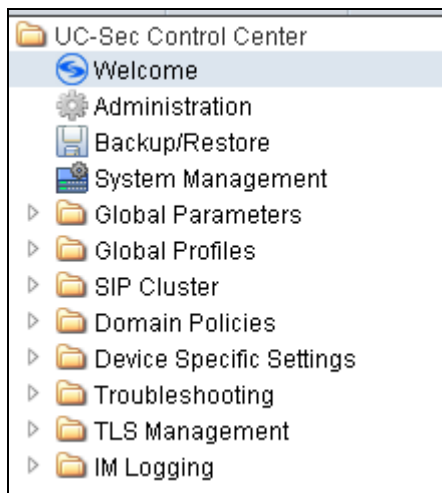 UC-Sec Control Center
Welcome
Administration
Backup/Restore
System Management
Global Parameters
Global Profiles
SIP Cluster
Domain Policies
Device Specific Settings
Troubleshooting
TLS Management
IM Logging